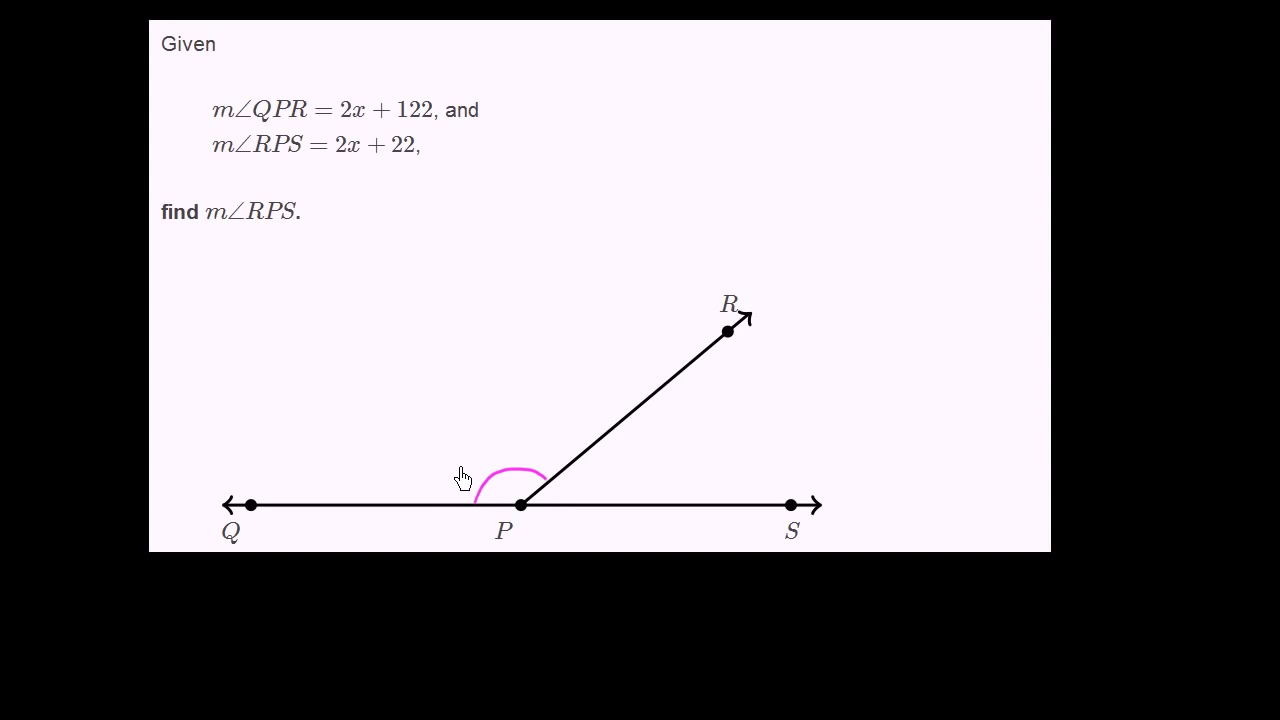 Given
m∠QPR = 2x + 122, and
m∠RPS = 2x + 22,
find m∠RPS.
R
Q P S